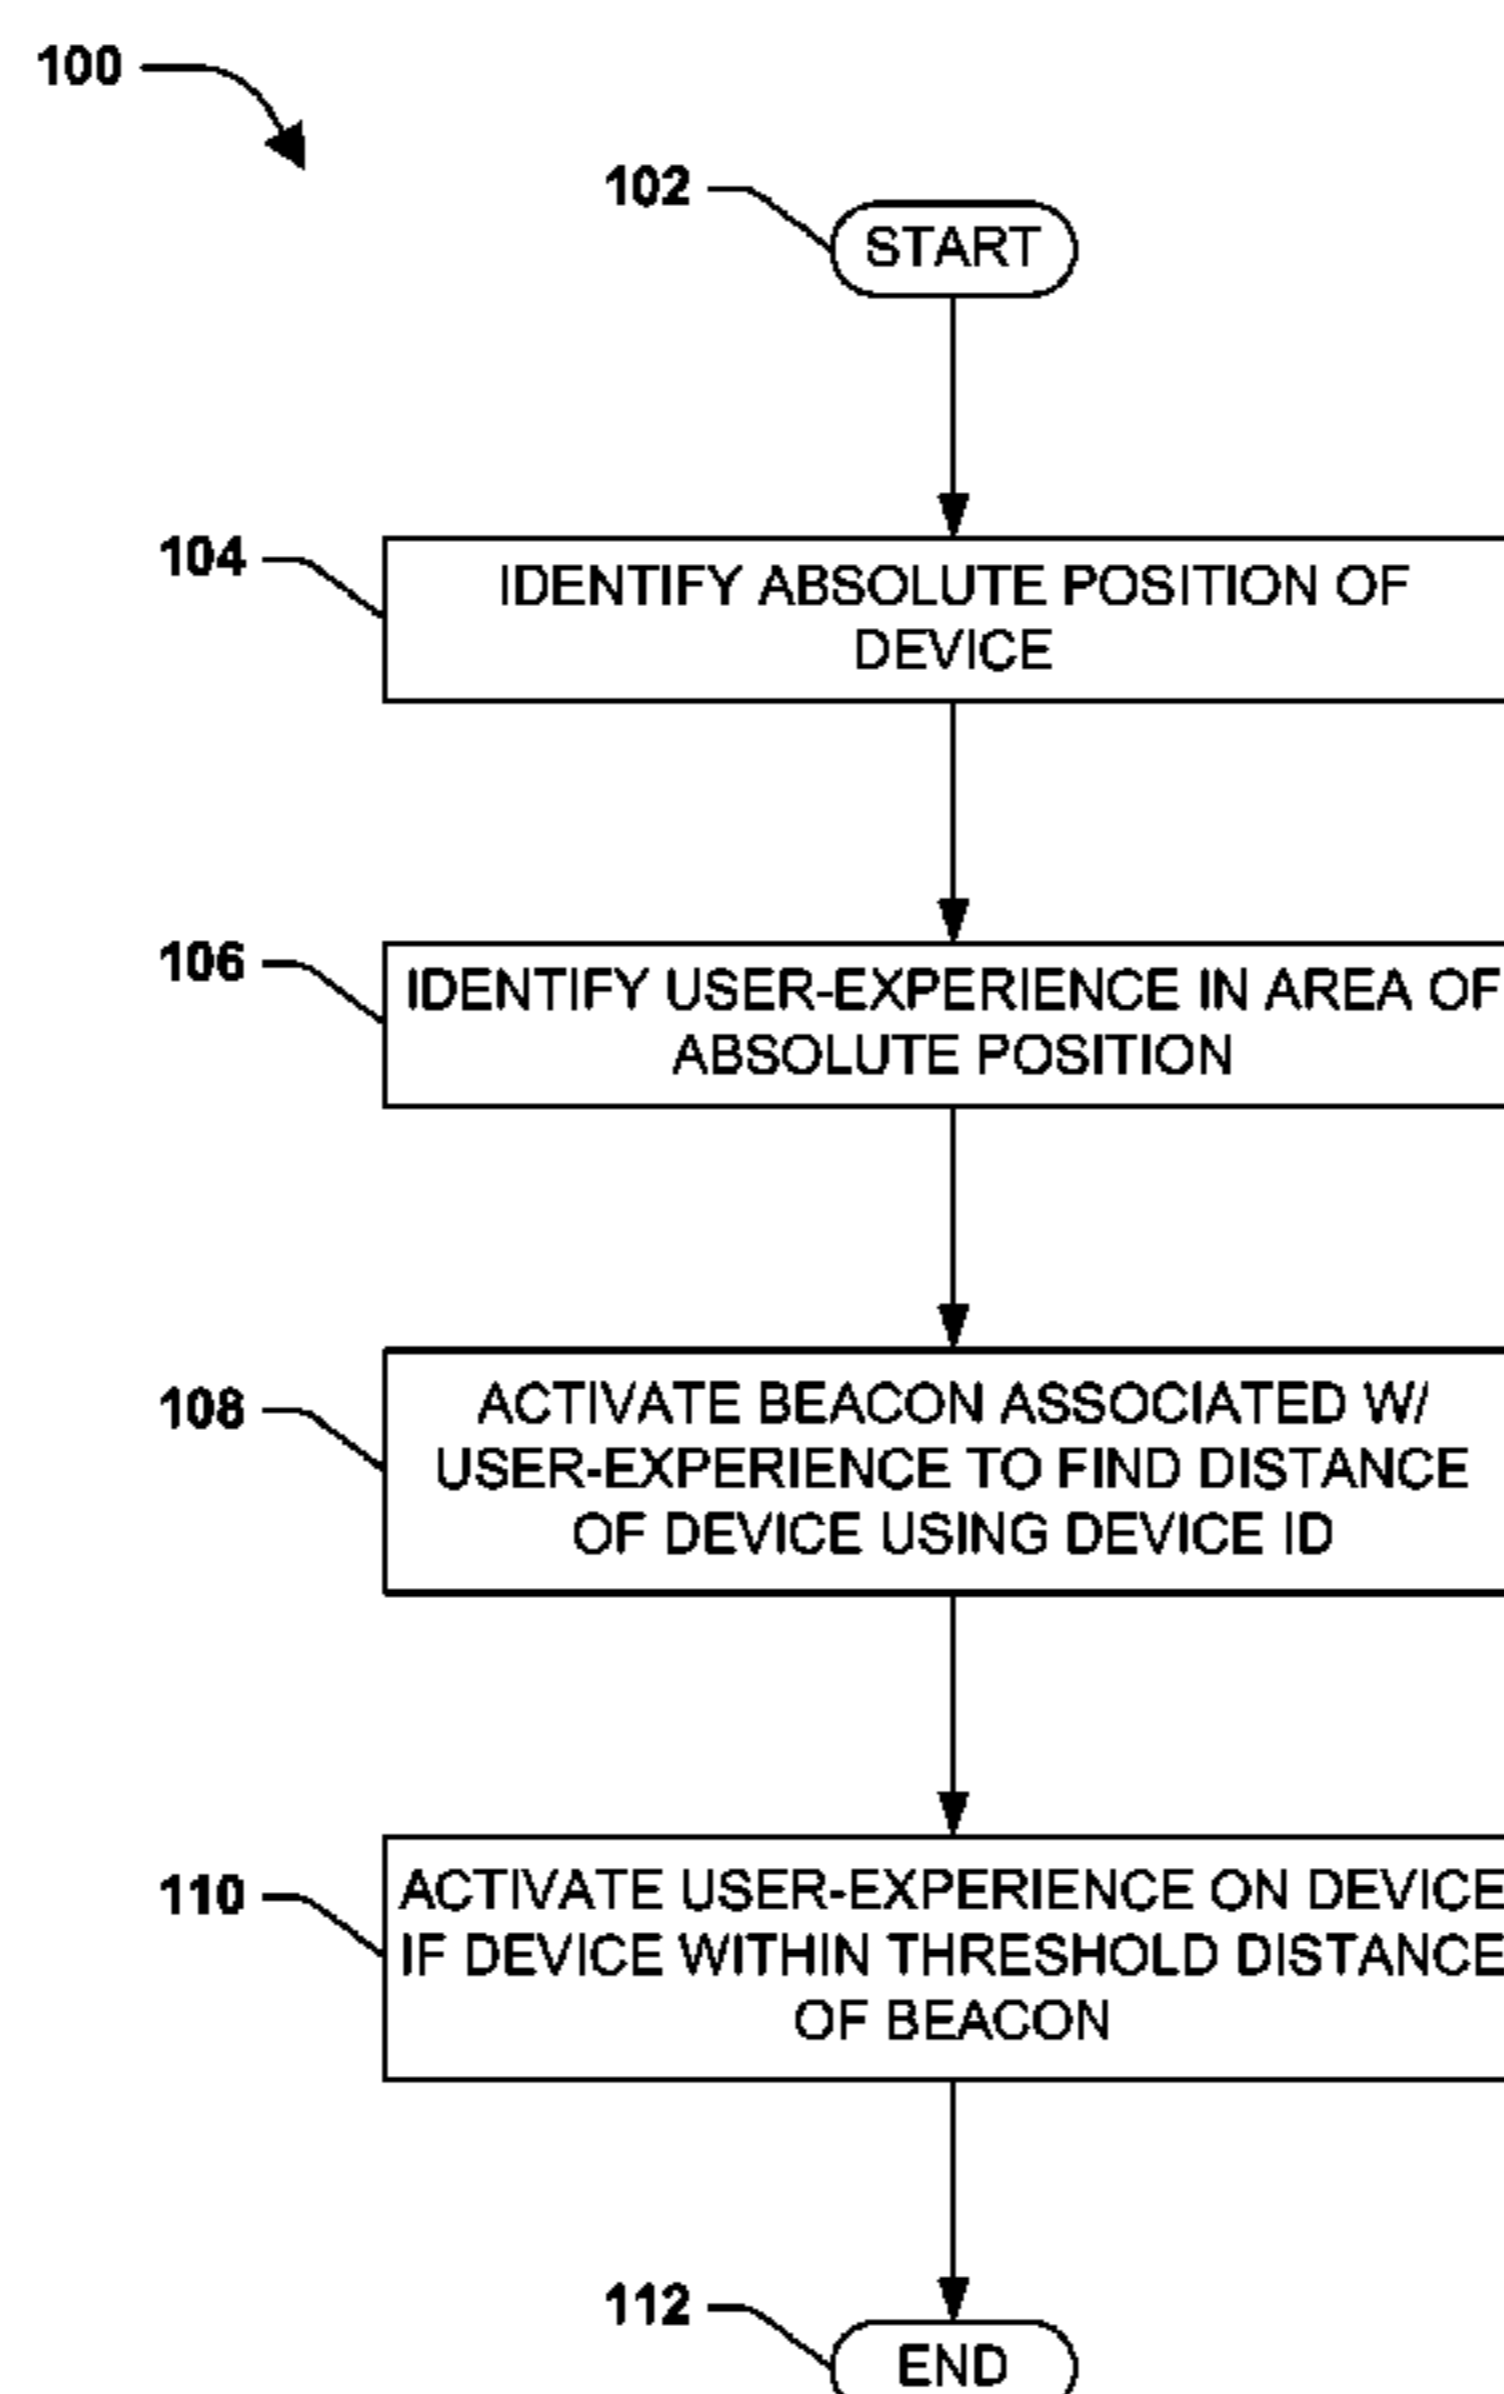 100
102
START
104
IDENTIFY ABSOLUTE POSITION OF
DEVICE
106
IDENTIFY USER-EXPERIENCE IN AREA OF
ABSOLUTE POSITION
108
ACTIVATE BEACON ASSOCIATED W/
USER-EXPERIENCE TO FIND DISTANCE
OF DEVICE USING DEVICE ID
110
ACTIVATE USER-EXPERIENCE ON DEVICE
IF DEVICE WITHIN THRESHOLD DISTANCE
OF BEACON
112
END